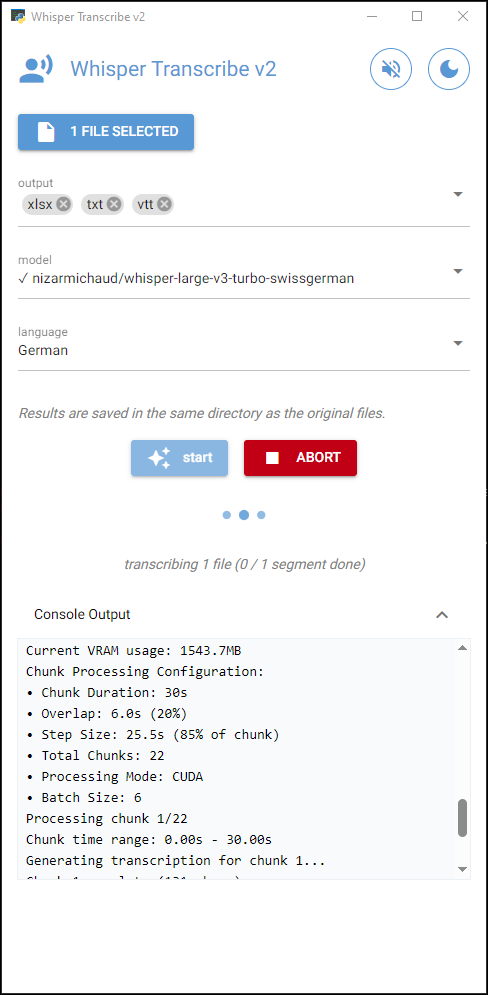 Whisper Transcribe v2
Whisper Transcribe v2
1 FILE SELECTED
output
xlsx txt vtt
model
✓ nizarmichaud/whisper-large-v3-turbo-swissgerman
language
German
Results are saved in the same directory as the original files.
start ABORT
transcribing 1 file (0 / 1 segment done)
Console Output
Current VRAM usage: 1543.7MB
Chunk Processing Configuration:
• Chunk Duration: 30s
• Overlap: 6.0s (20%)
• Step Size: 25.5s (85% of chunk)
• Total Chunks: 22
• Processing Mode: CUDA
• Batch Size: 6
Processing chunk 1/22
Chunk time range: 0.00s - 30.00s
Generating transcription for chunk 1...